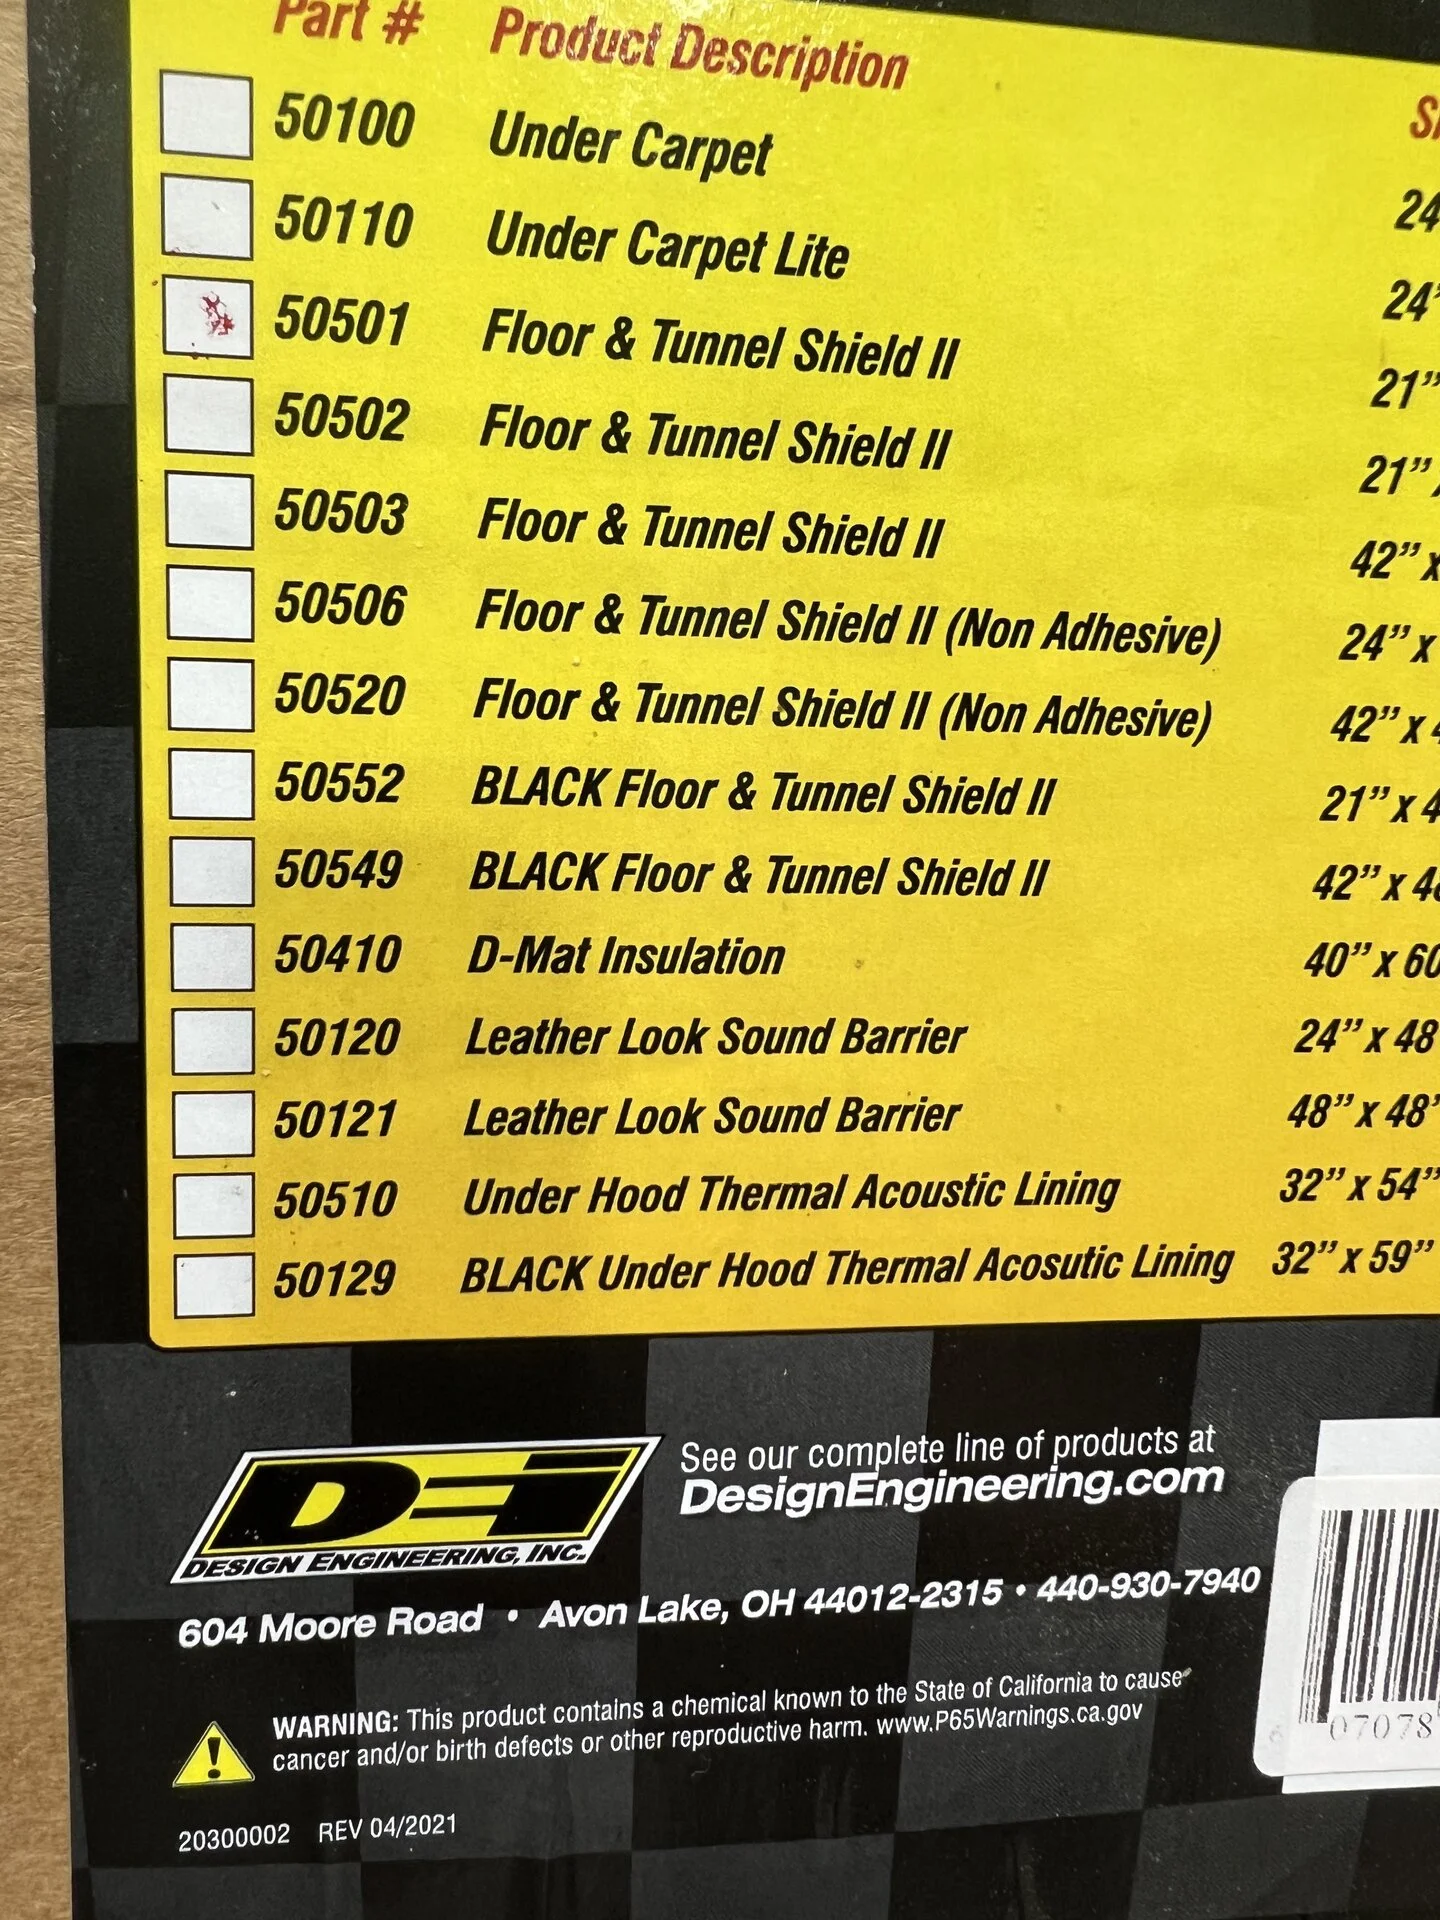 Part # Product Description
50100 Under Carpet 24
50110 Under Carpet Lite 24"
50501 Floor & Tunnel Shield II 21”
50502 Floor & Tunnel Shield II 21” x
50503 Floor & Tunnel Shield II 42” x
50506 Floor & Tunnel Shield II (Non Adhesive) 24” x
50520 Floor & Tunnel Shield II (Non Adhesive) 42” x 4
50552 BLACK Floor & Tunnel Shield II 21” x 4
50549 BLACK Floor & Tunnel Shield II 42” x 48
50410 D-Mat Insulation 40” x 60
50120 Leather Look Sound Barrier 24” x 48
50121 Leather Look Sound Barrier 48” x 48”
50510 Under Hood Thermal Acoustic Lining 32” x 54”
50129 BLACK Under Hood Thermal Acosutic Lining 32” x 59”
DEi
DESIGN ENGINEERING, INC.
See our complete line of products at
DesignEngineering.com
604 Moore Road • Avon Lake, OH 44012-2315 • 440-930-7940
WARNING: This product contains a chemical known to the State of California to cause
cancer and/or birth defects or other reproductive harm. www.P65Warnings.ca.gov
20300002 REV 04/2021
6 07078